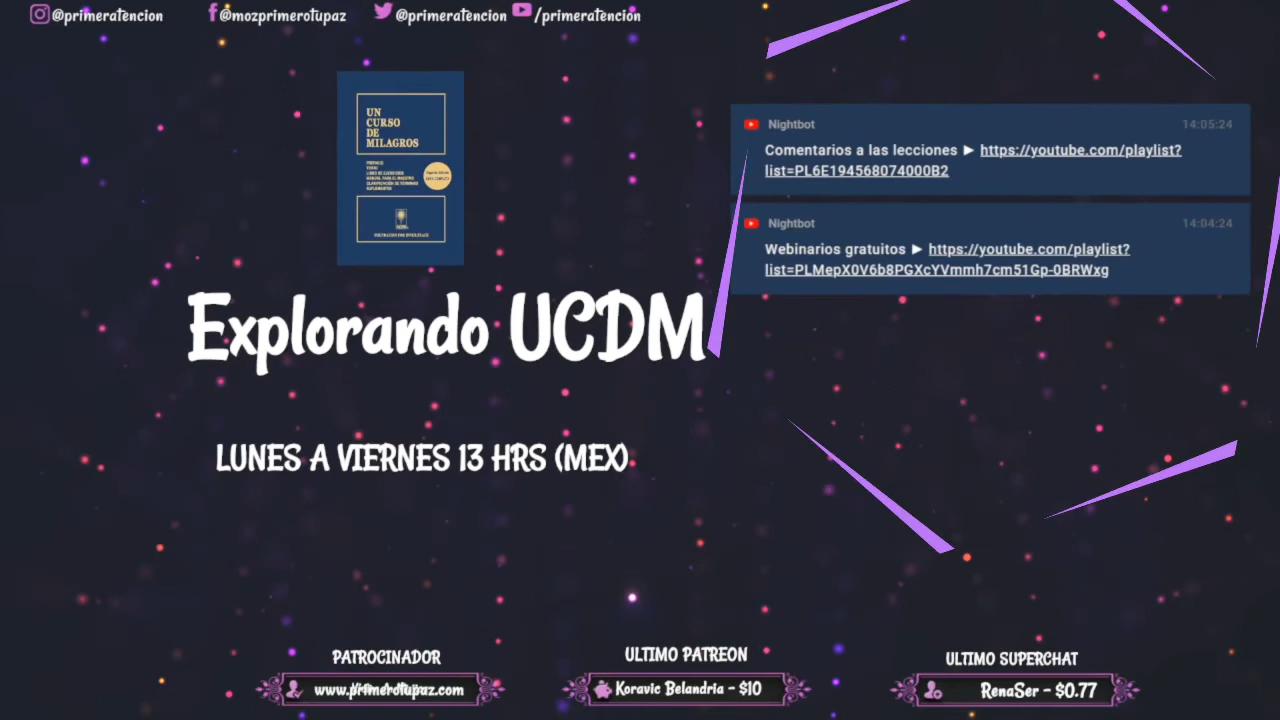 @primeratencion
@mozprimerotupaz
@primeratencion
/primeratencion
UN
CURSO
DE
MILAGROS
Explorando UCDM
LUNES A VIERNES 13 HRS (MEX)
Nightbot 14:05:24
Comentarios a las lecciones ► https://youtube.com/playlist?
list=PL6E194568074000B2
Nightbot 14:04:24
Webinarios gratuitos ► https://youtube.com/playlist?
list=PLMepX0V6b8PGXcYVmmh7cm51Gp-0BRWxg
PATROCINADOR
www.primerotupaz.com
ULTIMO PATREON
Koravic Belandria - $10
ULTIMO SUPERCHAT
RenaSer - $0.77